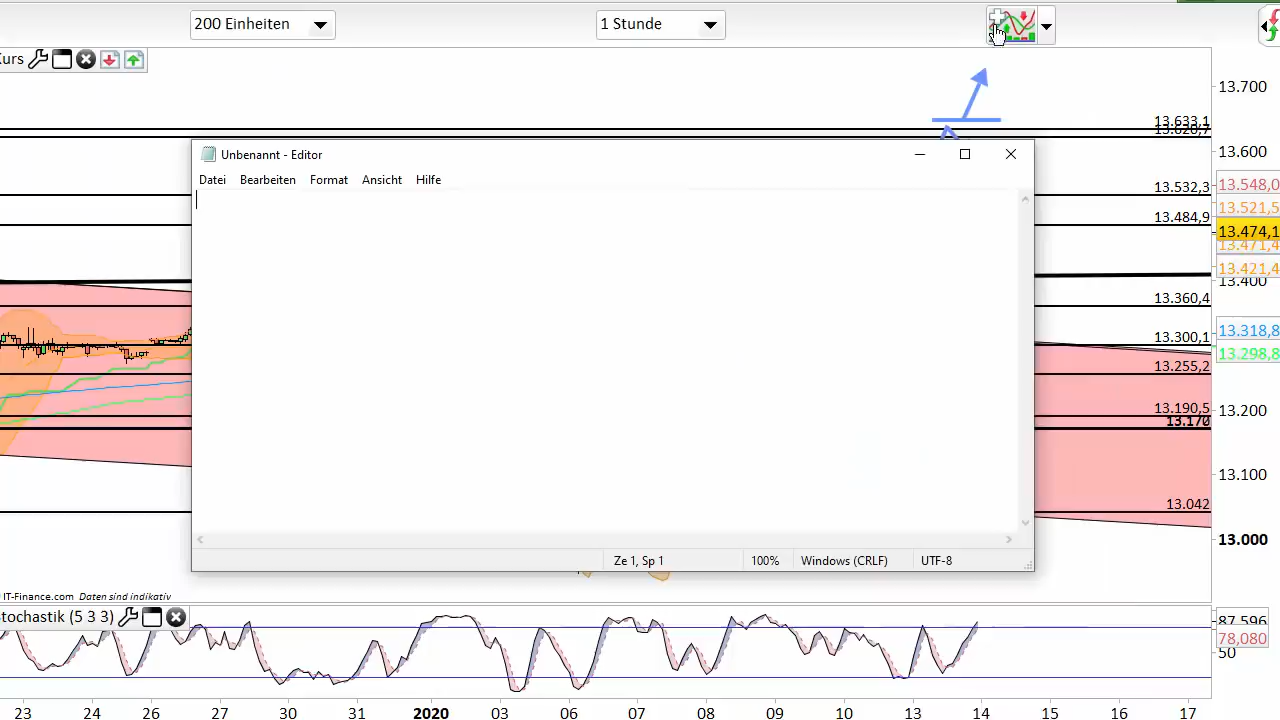 200 Einheiten
1 Stunde
Kurs
13.700
13.633,1
13.600
13.548,0
13.532,3
13.521,5
13.484,9
13.474,1
13.471,4
13.421,4
13.400
13.360,4
13.318,8
13.300,1
13.298,8
13.255,2
13.200
13.190,5
13.170
13.100
13.042
13.000
Unbenannt - Editor
Datei Bearbeiten Format Ansicht Hilfe
Ze 1, Sp 1 100% Windows (CRLF) UTF-8
IT-Finance.com Daten sind indikativ
Stochastik (5 3 3)
87,596
78,080
50
23 24 26 27 30 31 2020 03 06 07 08 09 10 13 14 15 16 17